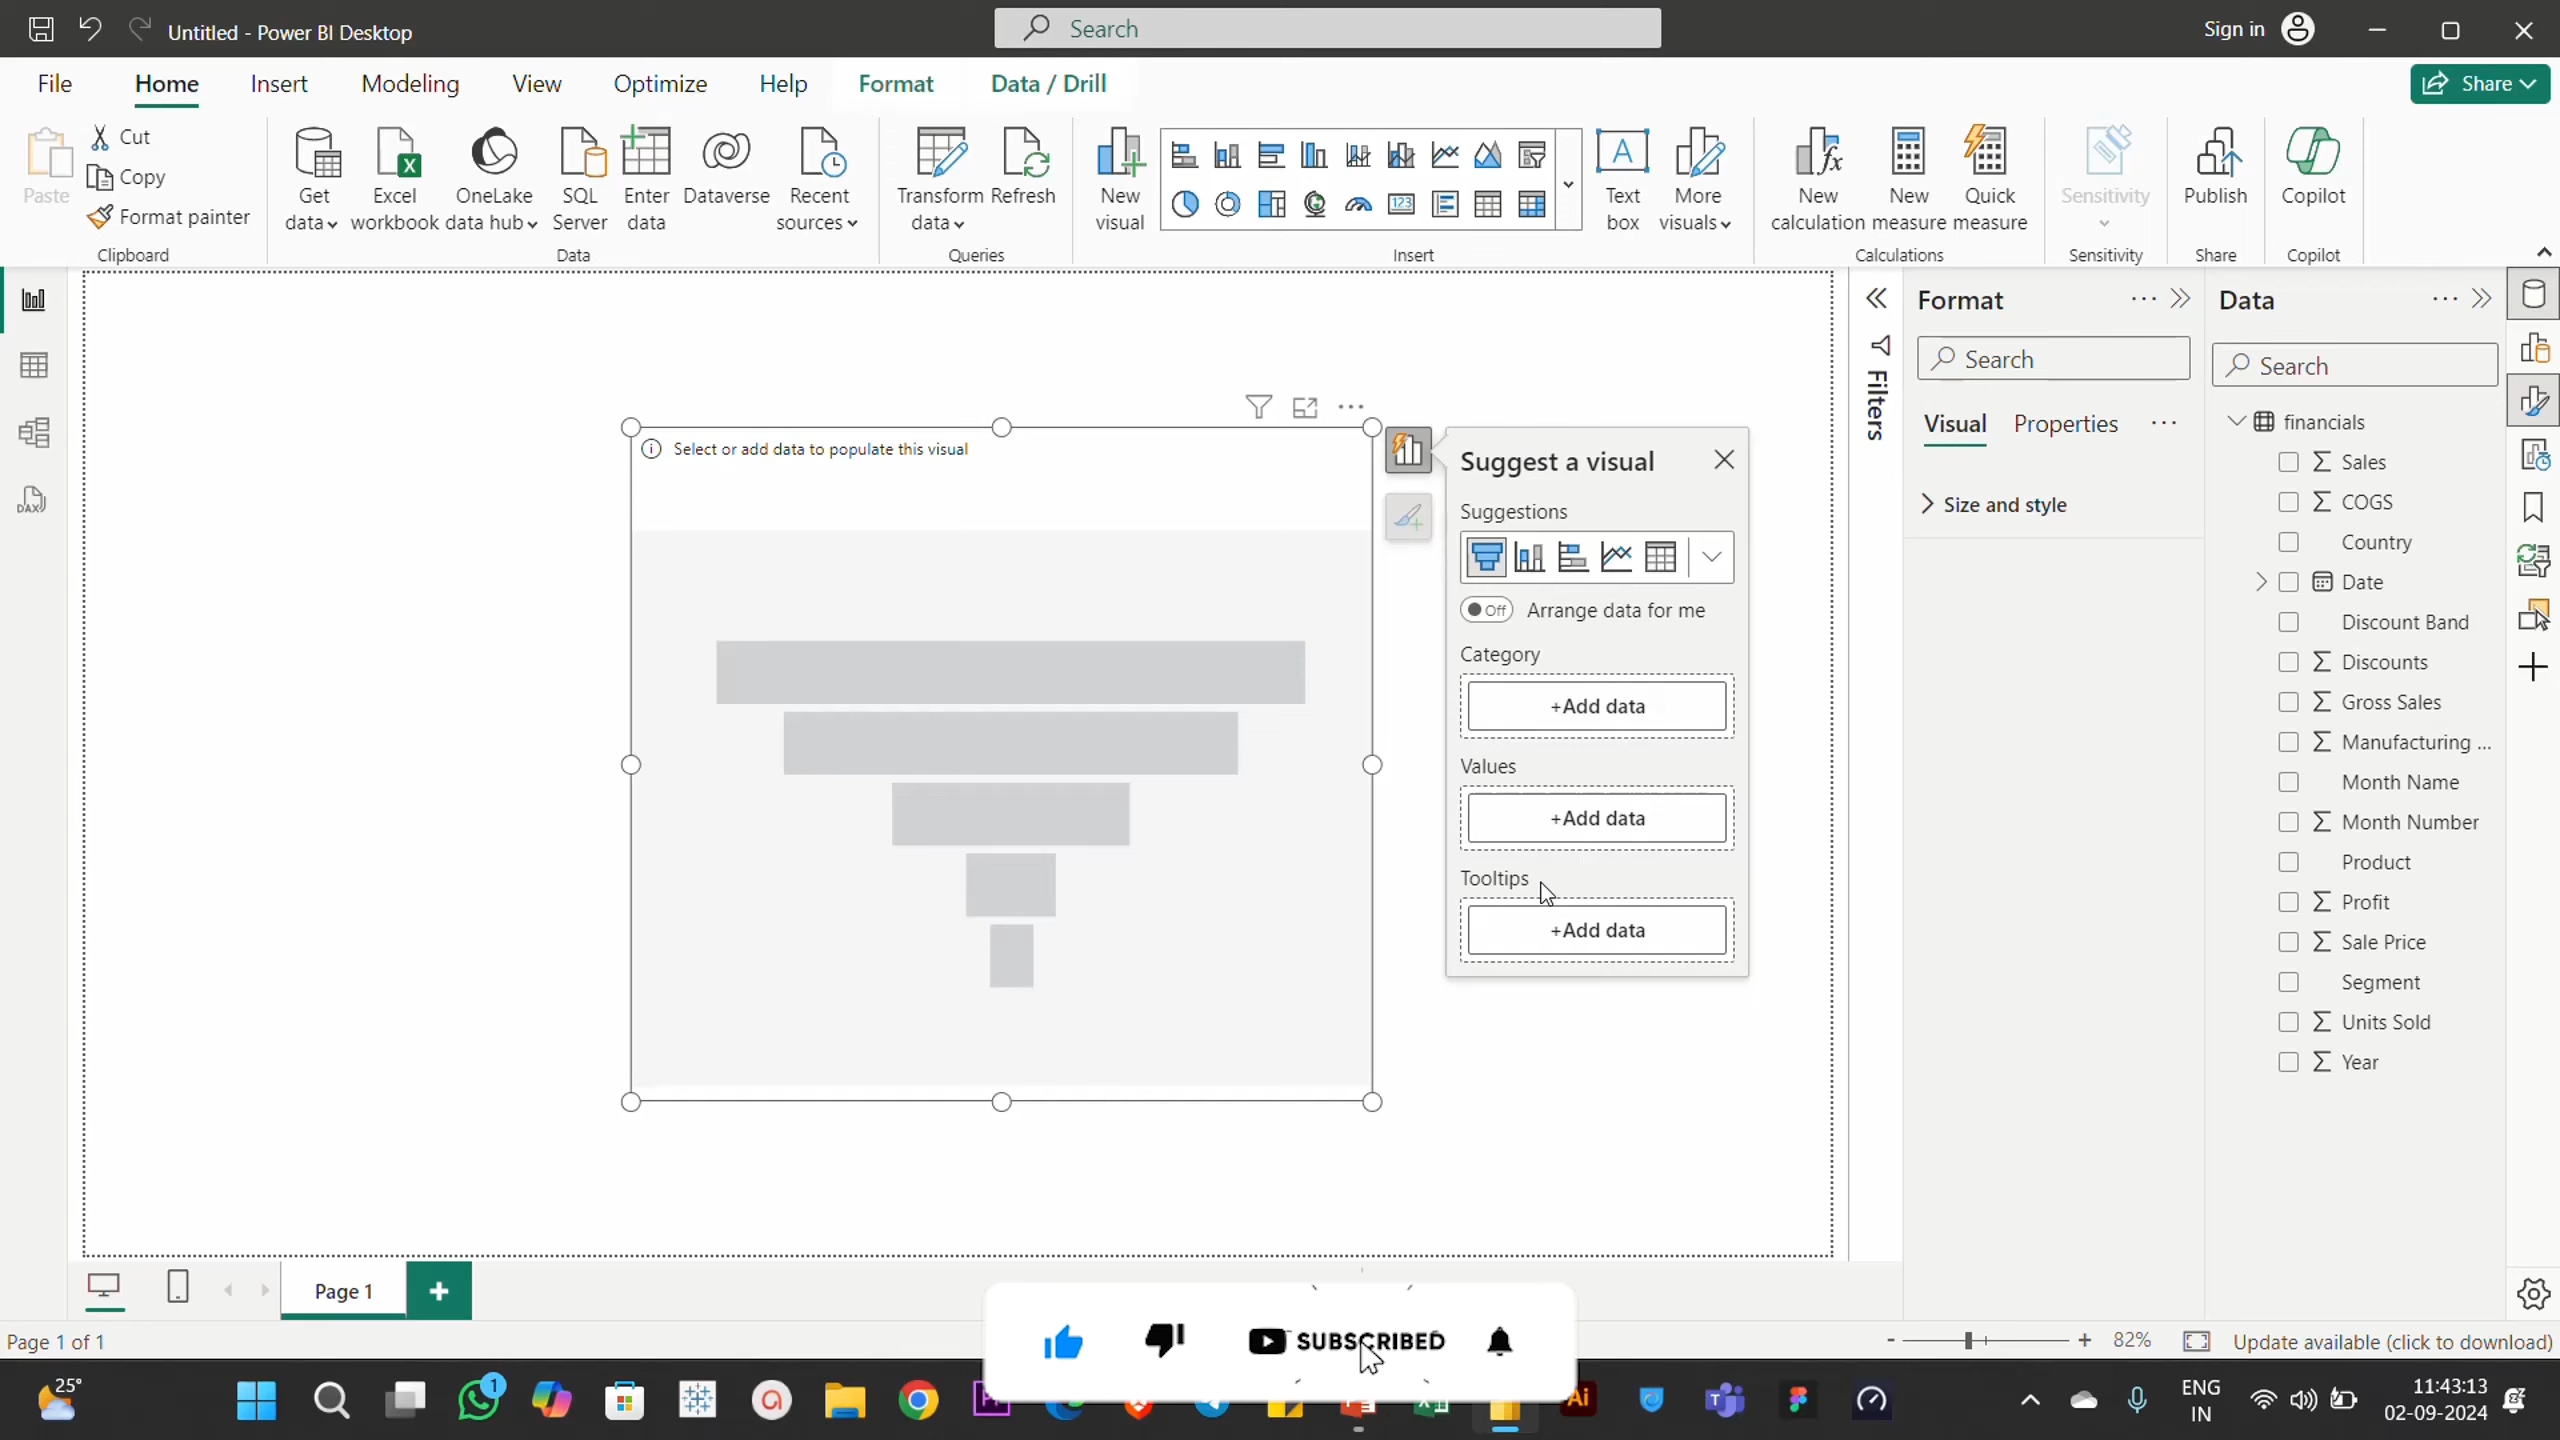 Untitled - Power BI Desktop
Search
Sign in
File
Home
Insert
Modeling
View
Optimize
Help
Format
Data / Drill
Share
Paste
Cut
Copy
Format painter
Clipboard
Get data
Excel workbook
OneLake data hub
SQL Server
Enter data
Dataverse
Recent sources
Data
Transform data
Refresh
Queries
New visual
123
A
Text box
More visuals
Insert
New calculation
New measure
Quick measure
Calculations
Sensitivity
Sensitivity
Publish
Share
Copilot
Copilot
DAX
Select or add data to populate this visual
Suggest a visual
Suggestions
Off
Arrange data for me
Category
+Add data
Values
+Add data
Tooltips
+Add data
Filters
Format
Search
Visual
Properties
Size and style
Data
Search
financials
Sales
COGS
Country
Date
Discount Band
Discounts
Gross Sales
Manufacturing ...
Month Name
Month Number
Product
Profit
Sale Price
Segment
Units Sold
Year
Page 1
Page 1 of 1
SUBSCRIBED
82%
Update available (click to download)
25°
1
Ai
ENG
IN
11:43:13
02-09-2024